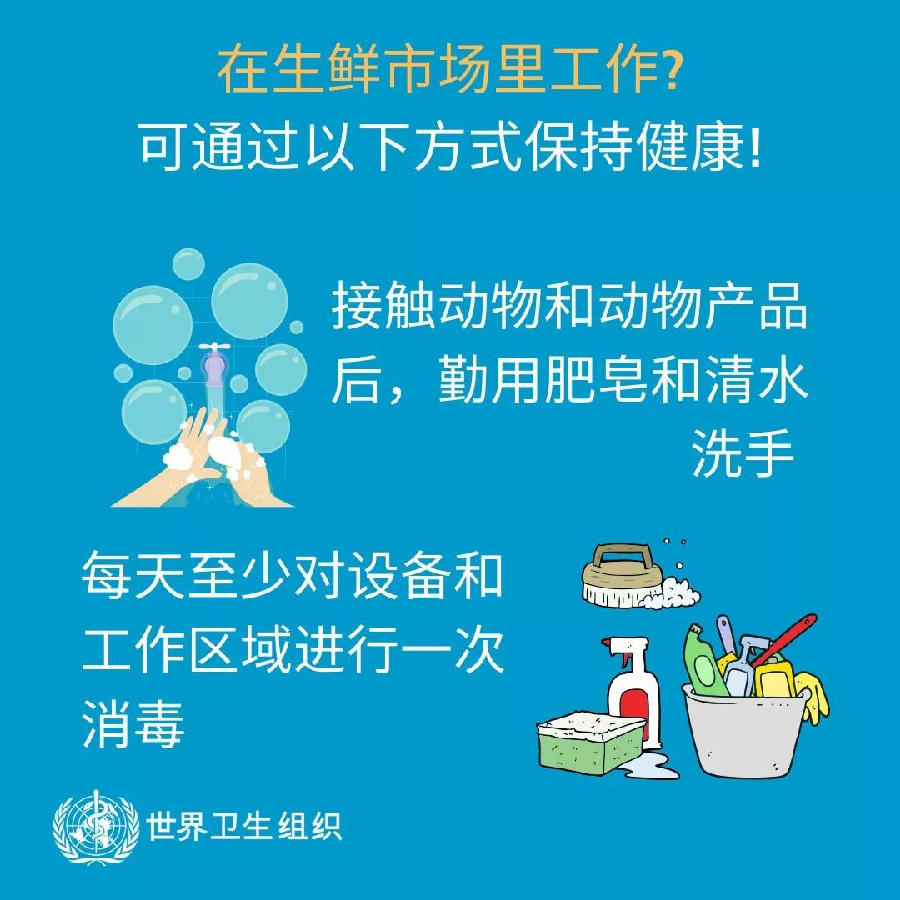 在生鲜市场里工作?
可通过以下方式保持健康!
接触动物和动物产品
后，勤用肥皂和清水
洗手
每天至少对设备和
工作区域进行一次
消毒
世界卫生组织